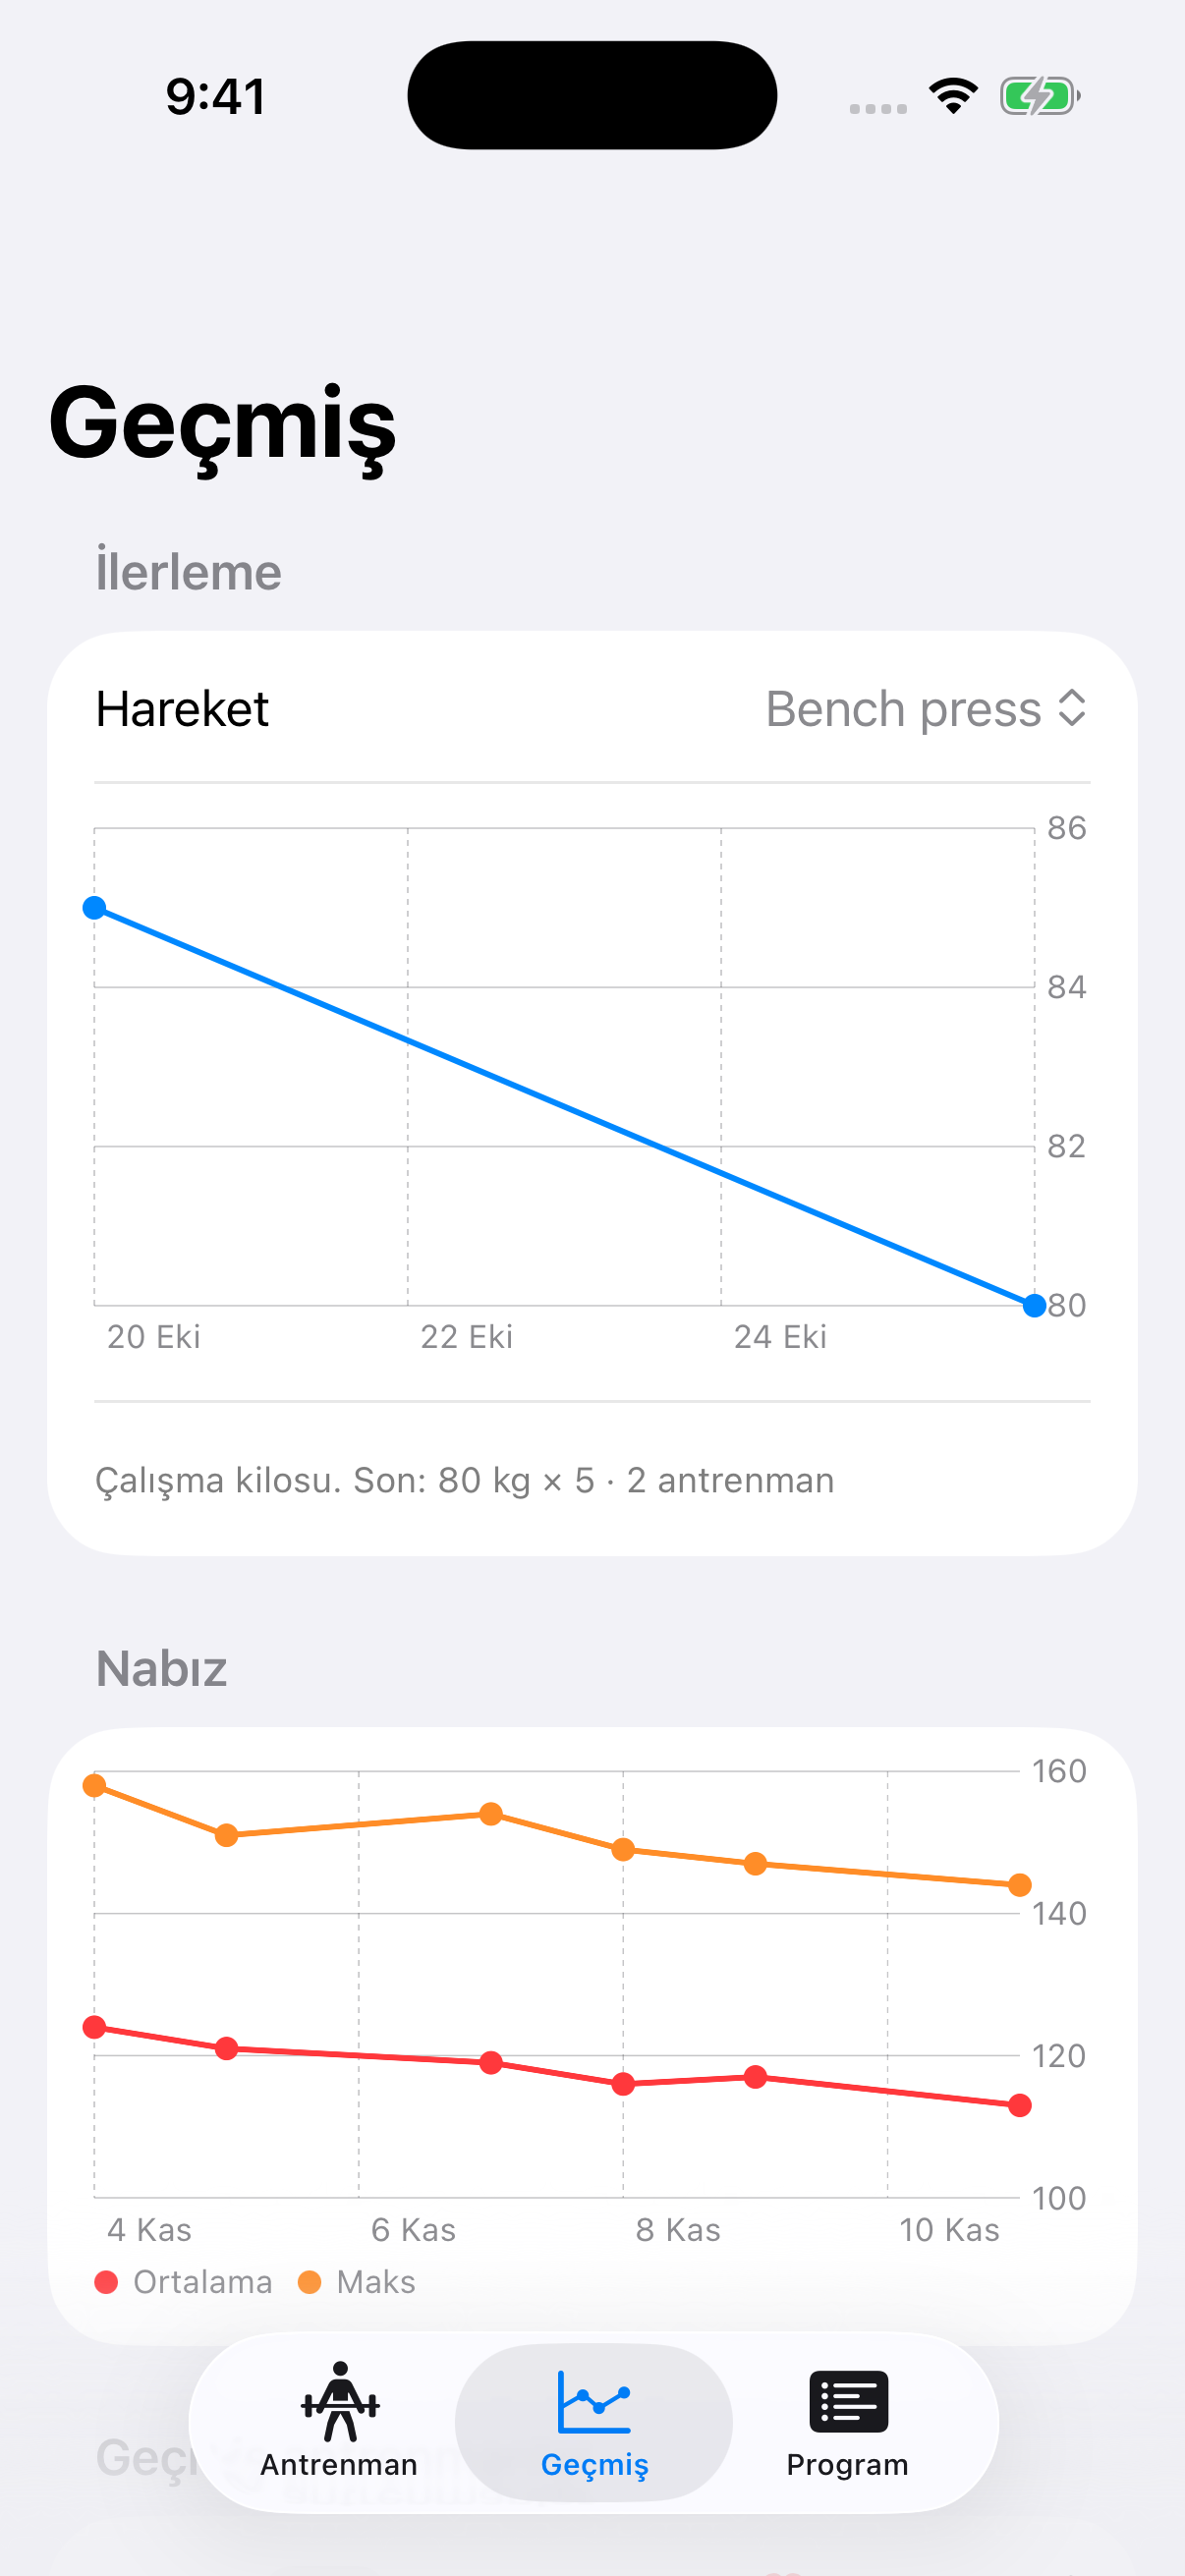 9:41
Geçmiş
İlerleme
Hareket Bench press
86
84
82
80
20 Eki 22 Eki 24 Eki
Çalışma kilosu. Son: 80 kg × 5 · 2 antrenman
Nabız
160
140
120
100
4 Kas 6 Kas 8 Kas 10 Kas
Ortalama Maks
Antrenman Geçmiş Program